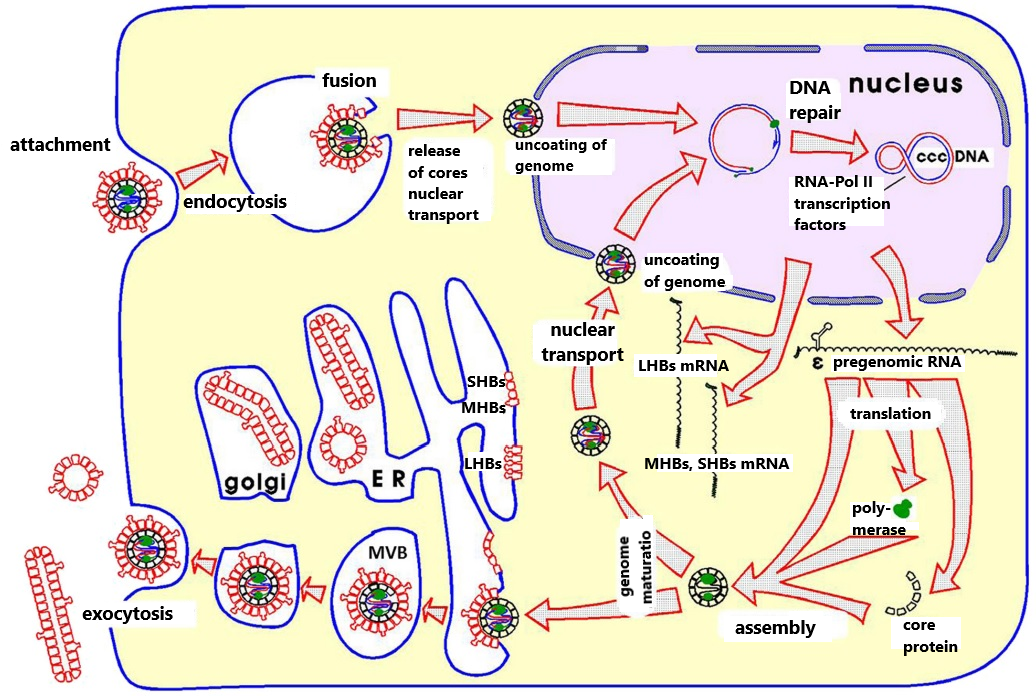 attachment
endocytosis
fusion
release
of cores
nuclear
transport
uncoating of
genome
nucleus
DNA
repair
ccc DNA
RNA-Pol II
transcription
factors
uncoating
of genome
nuclear
transport
LHBs mRNA
MHBs, SHBs mRNA
ε pregenomic RNA
translation
poly-
merase
core
protein
assembly
genome
maturatio
SHBs
MHBs
LHBs
ER
golgi
MVB
exocytosis